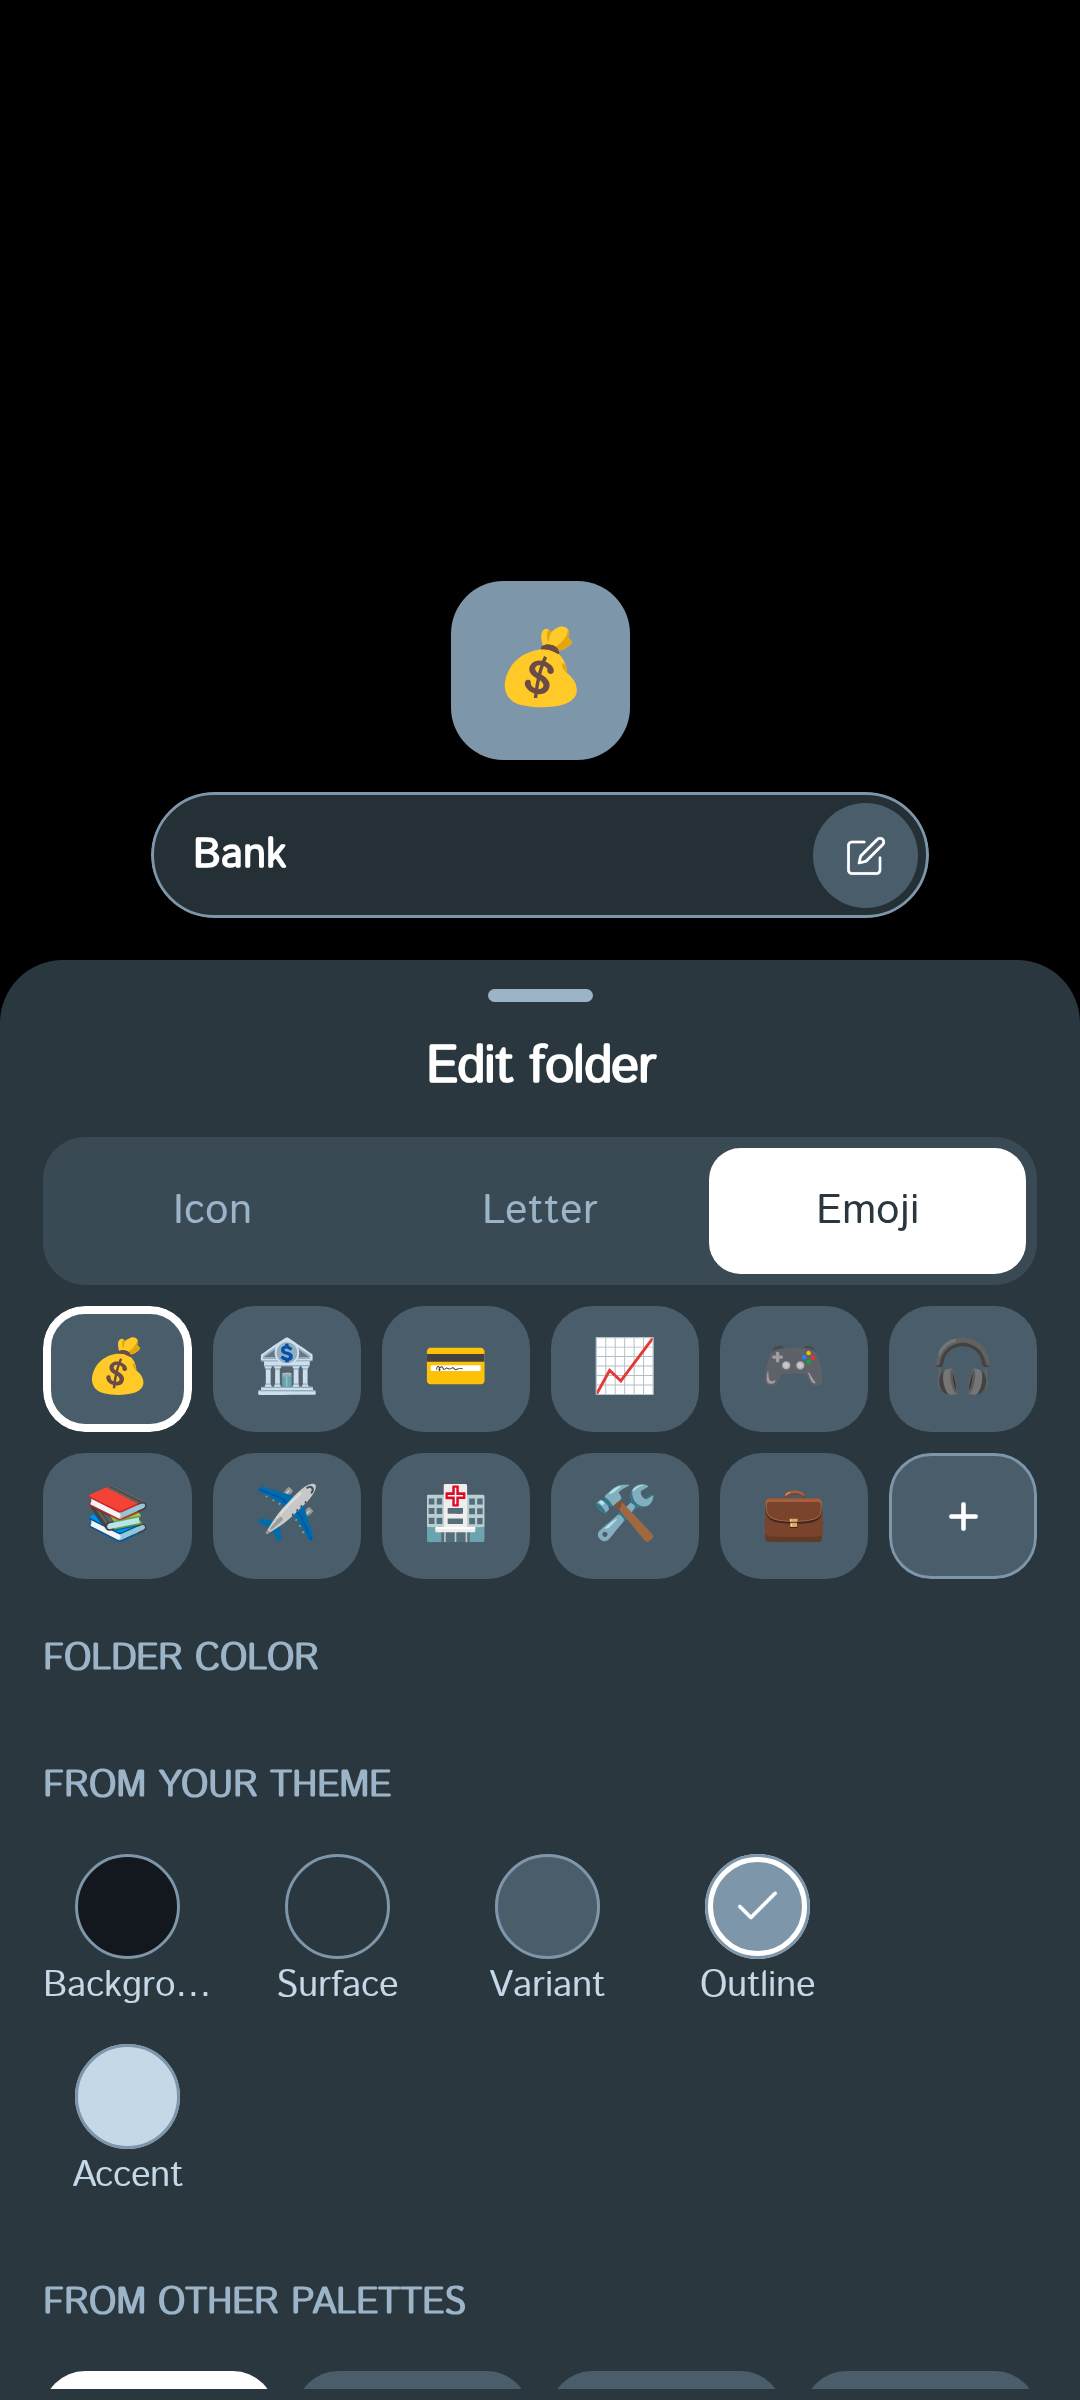 Bank
Edit folder
Icon Letter Emoji
FOLDER COLOR
FROM YOUR THEME
Backgro... Surface Variant Outline
Accent
FROM OTHER PALETTES